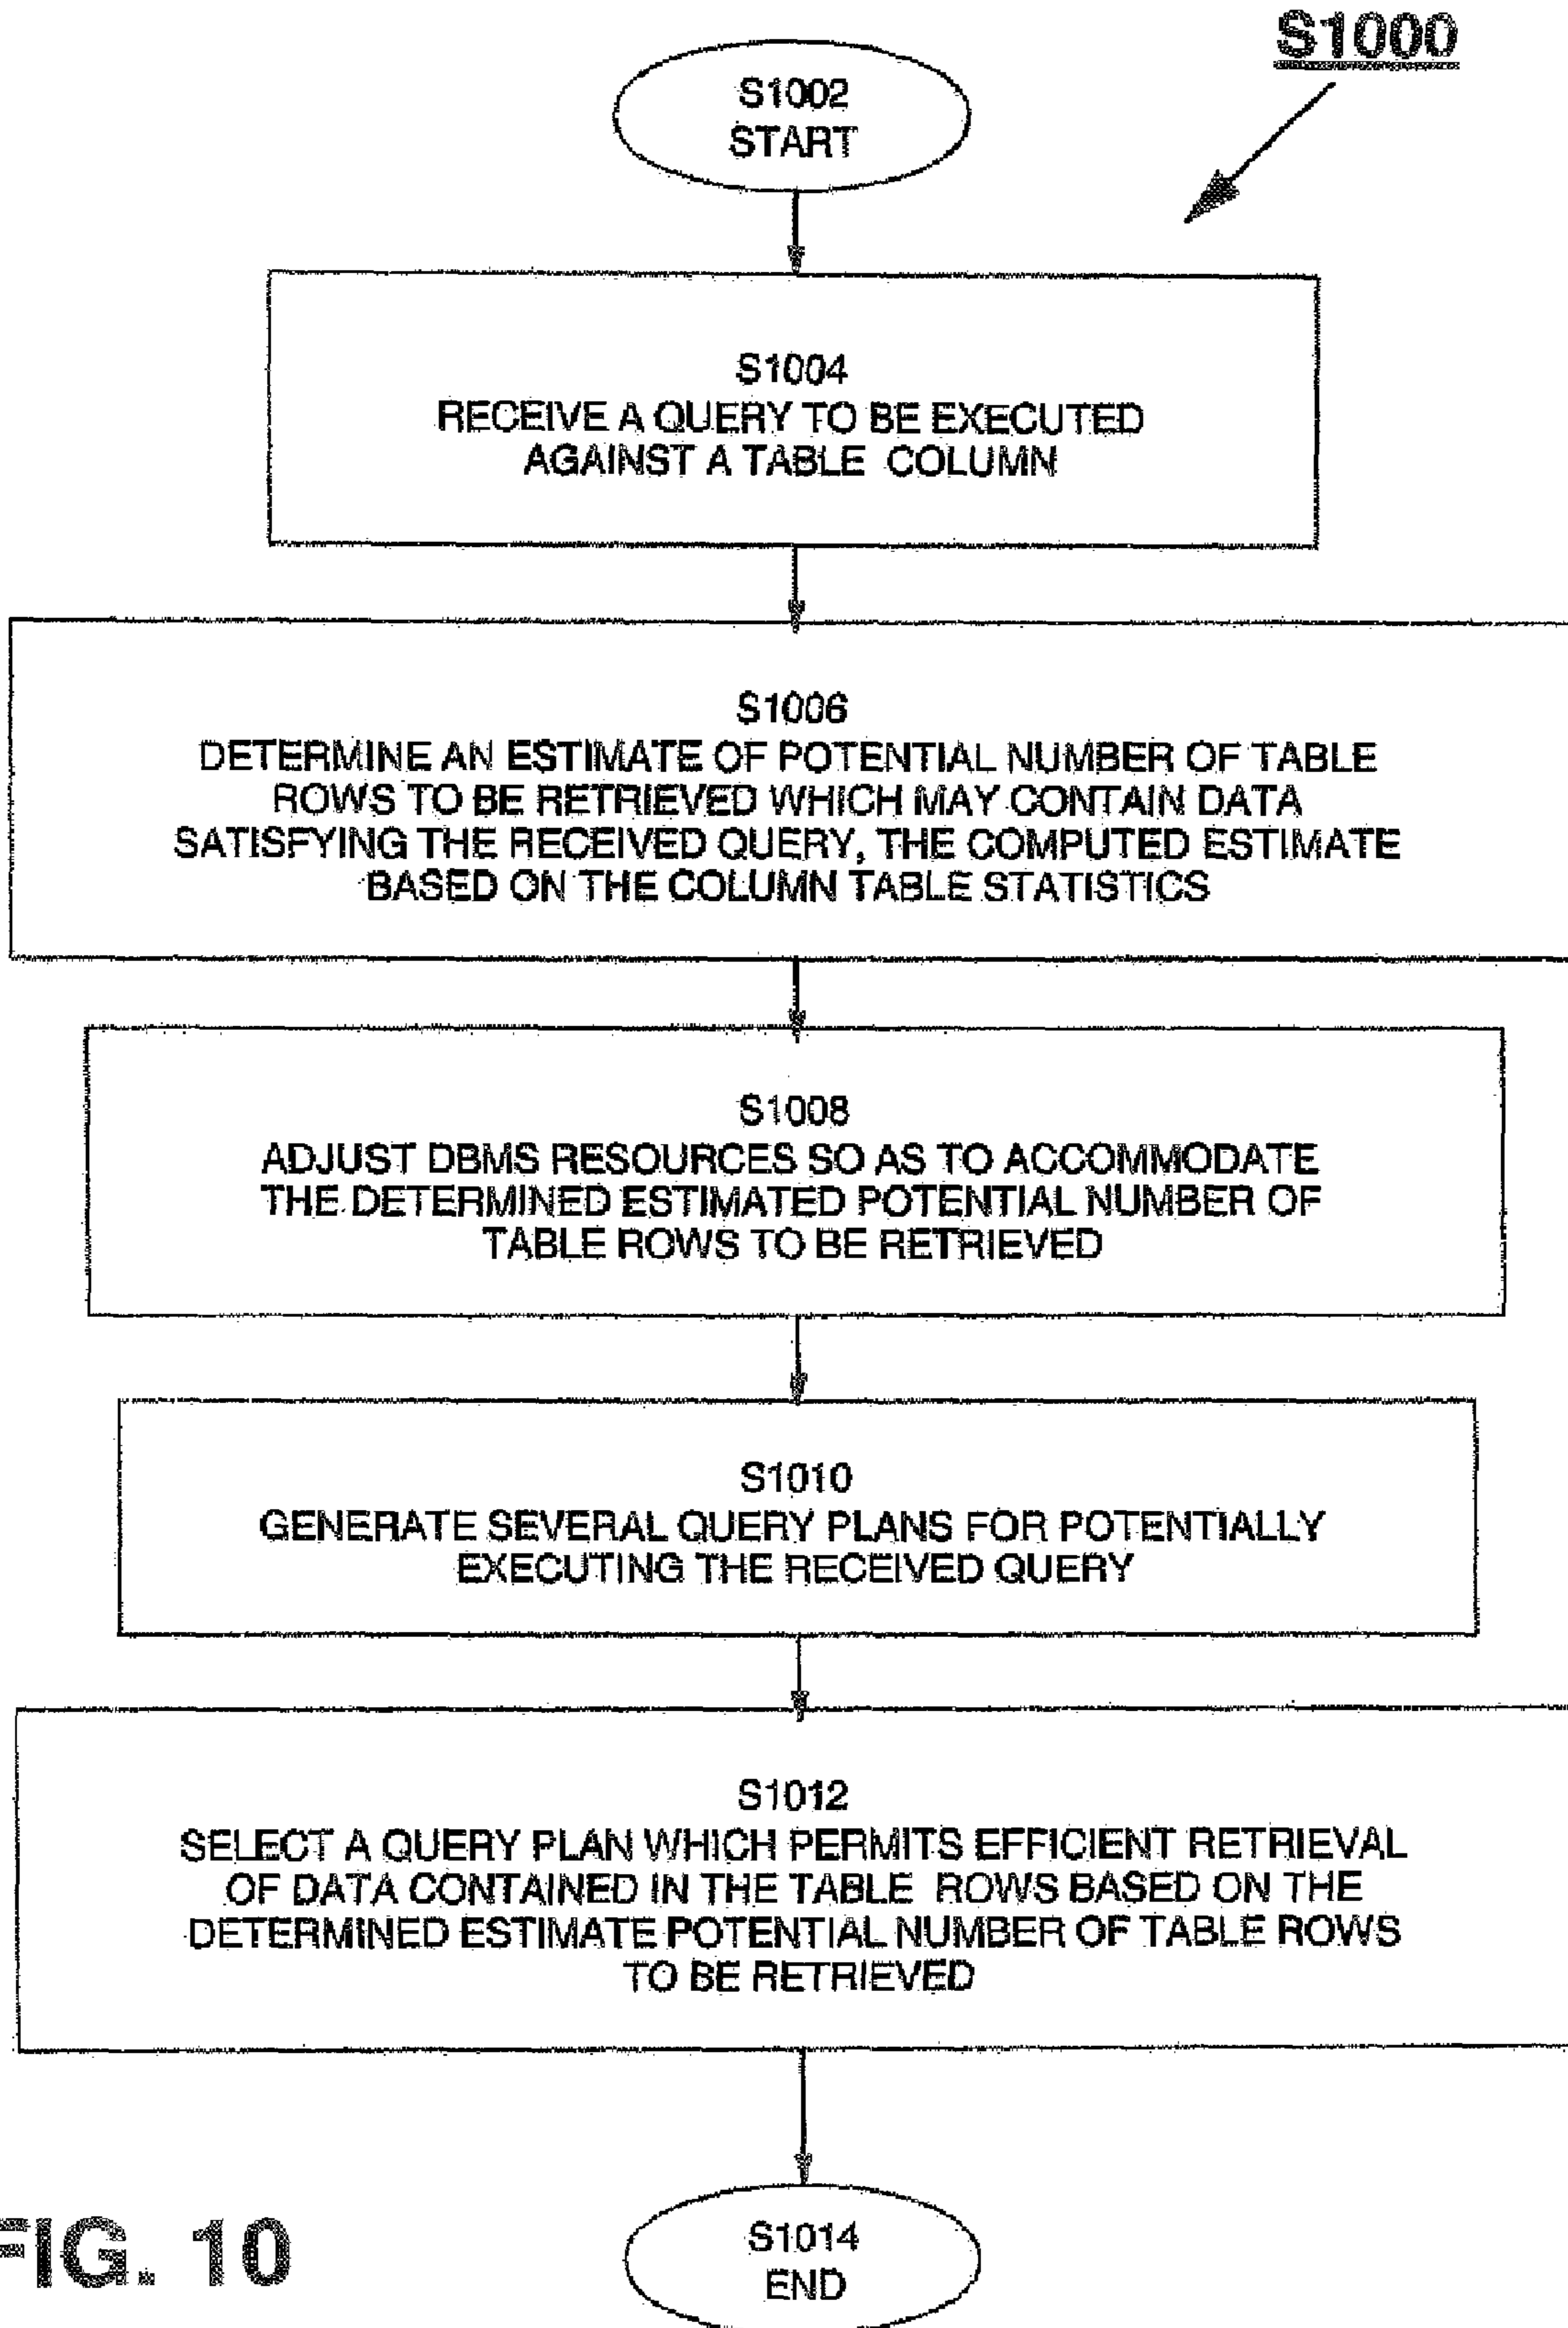 S1000
S1002
START
S1004
RECEIVE A QUERY TO BE EXECUTED
AGAINST A TABLE COLUMN
S1006
DETERMINE AN ESTIMATE OF POTENTIAL NUMBER OF TABLE
ROWS TO BE RETRIEVED WHICH MAY CONTAIN DATA
SATISFYING THE RECEIVED QUERY, THE COMPUTED ESTIMATE
BASED ON THE COLUMN TABLE STATISTICS
S1008
ADJUST DBMS RESOURCES SO AS TO ACCOMMODATE
THE DETERMINED ESTIMATED POTENTIAL NUMBER OF
TABLE ROWS TO BE RETRIEVED
S1010
GENERATE SEVERAL QUERY PLANS FOR POTENTIALLY
EXECUTING THE RECEIVED QUERY
S1012
SELECT A QUERY PLAN WHICH PERMITS EFFICIENT RETRIEVAL
OF DATA CONTAINED IN THE TABLE ROWS BASED ON THE
DETERMINED ESTIMATE POTENTIAL NUMBER OF TABLE ROWS
TO BE RETRIEVED
S1014
END
FIG. 10